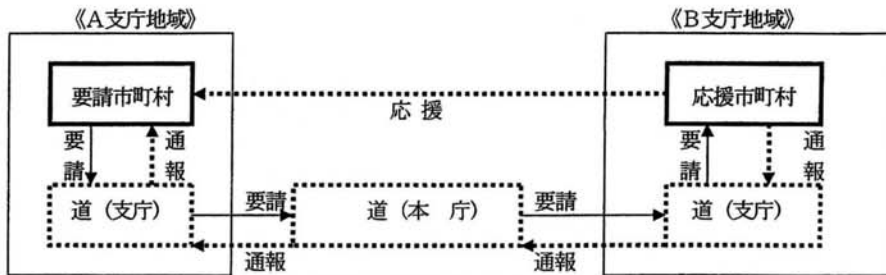 《A支庁地域》
《B支庁地域》
要請市町村
応援市町村
応 援
要請
通報
要請
通報
道（支庁）
要請
道（本　庁）
要請
道（支庁）
通報
通報